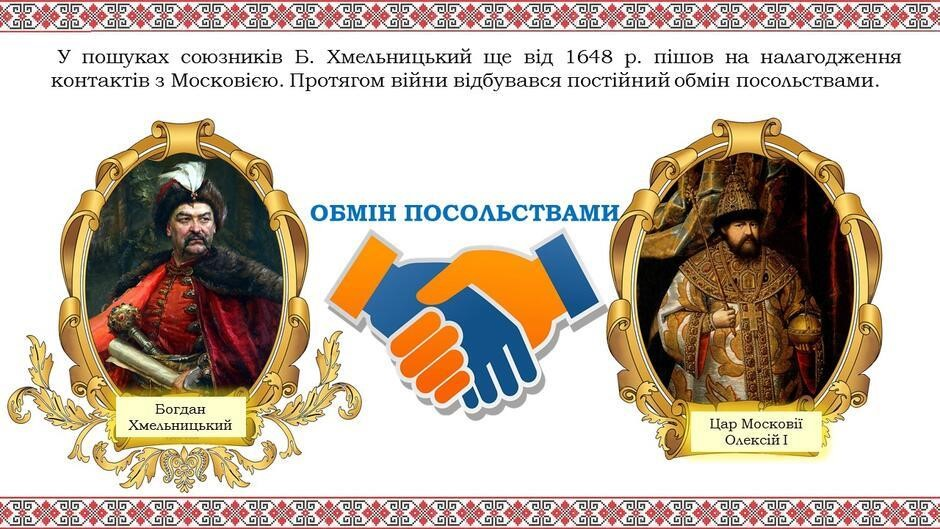 У пошуках союзників Б. Хмельницький ще від 1648 р. пішов на налагодження
контактів з Московією. Протягом війни відбувався постійний обмін посольствами.
ОБМІН ПОСОЛЬСТВАМИ
Богдан
Хмельницький
Цар Московії
Олексій І